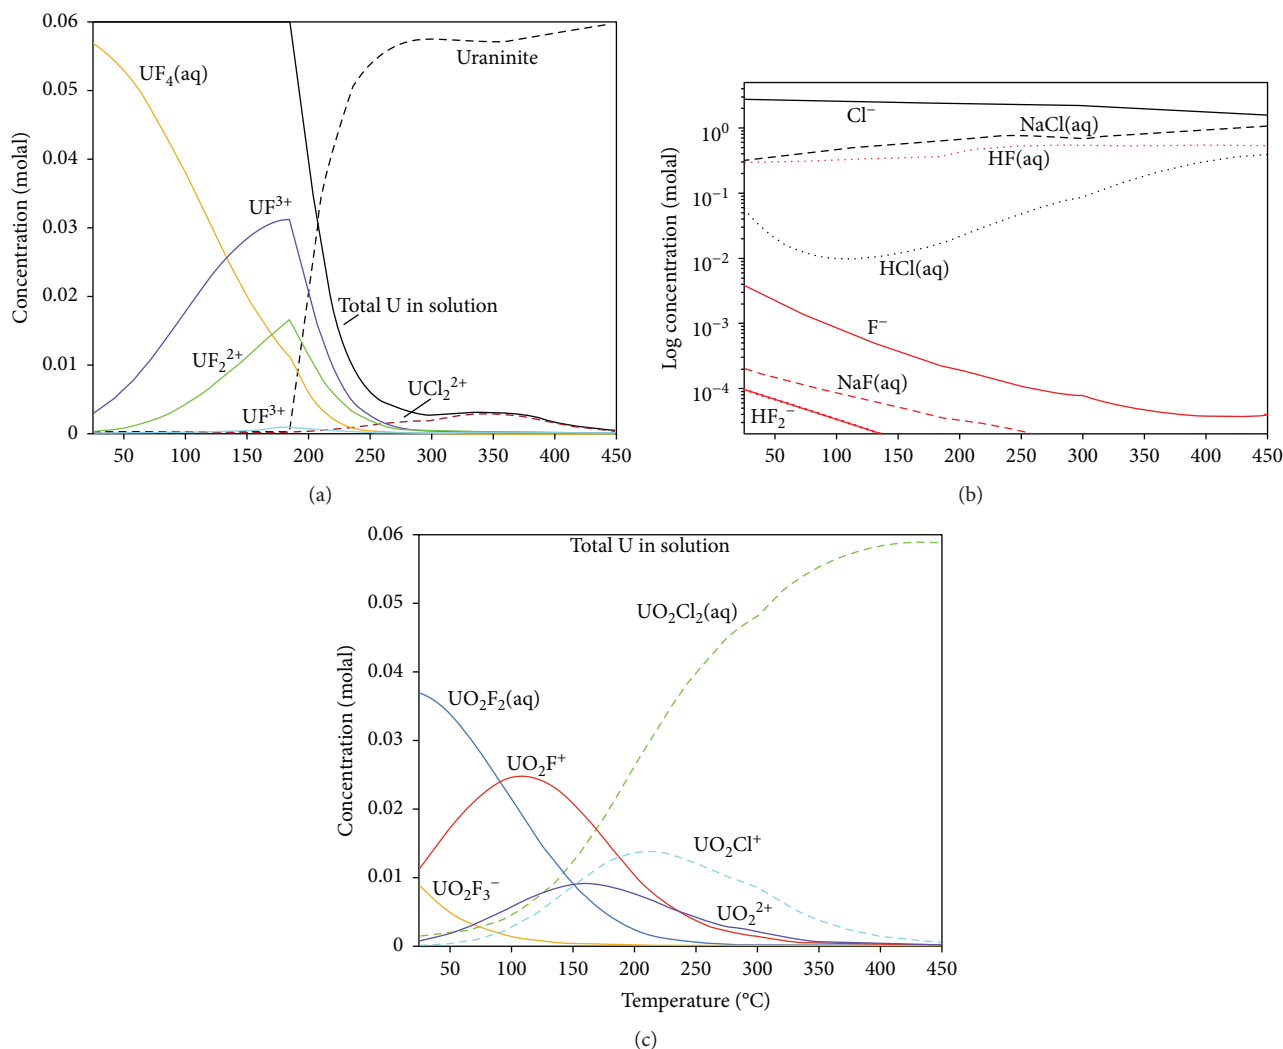 0.06
0.05
0.04
0.03
0.02
0.01
0
Concentration (molal)
UF₄(aq)
Uraninite
UF³⁺
Total U in solution
UF₂²⁺
UCl₂²⁺
UF³⁺
50 100 150 200 250 300 350 400 450
(a)
Log concentration (molal)
10⁰
10⁻¹
10⁻²
10⁻³
10⁻⁴
Cl⁻
NaCl(aq)
HF(aq)
HCl(aq)
F⁻
NaF(aq)
HF₂⁻
50 100 150 200 250 300 350 400 450
(b)
0.06
0.05
0.04
0.03
0.02
0.01
0
Concentration (molal)
Total U in solution
UO₂Cl₂(aq)
UO₂F₂(aq)
UO₂F⁺
UO₂Cl⁺
UO₂F₃⁻
UO₂²⁺
50 100 150 200 250 300 350 400 450
Temperature (°C)
(c)